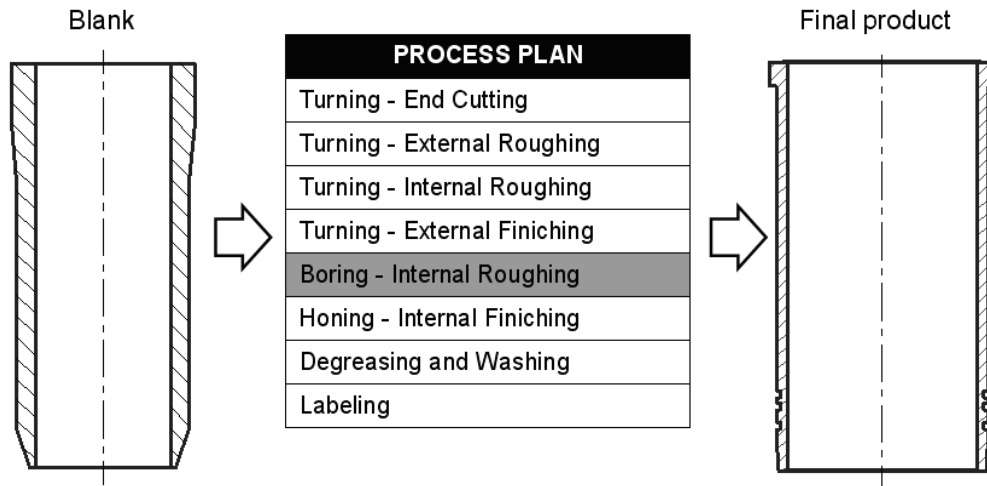 Blank
Final product
PROCESS PLAN
Turning - End Cutting
Turning - External Roughing
Turning - Internal Roughing
Turning - External Finiching
Boring - Internal Roughing
Honing - Internal Finiching
Degreasing and Washing
Labeling